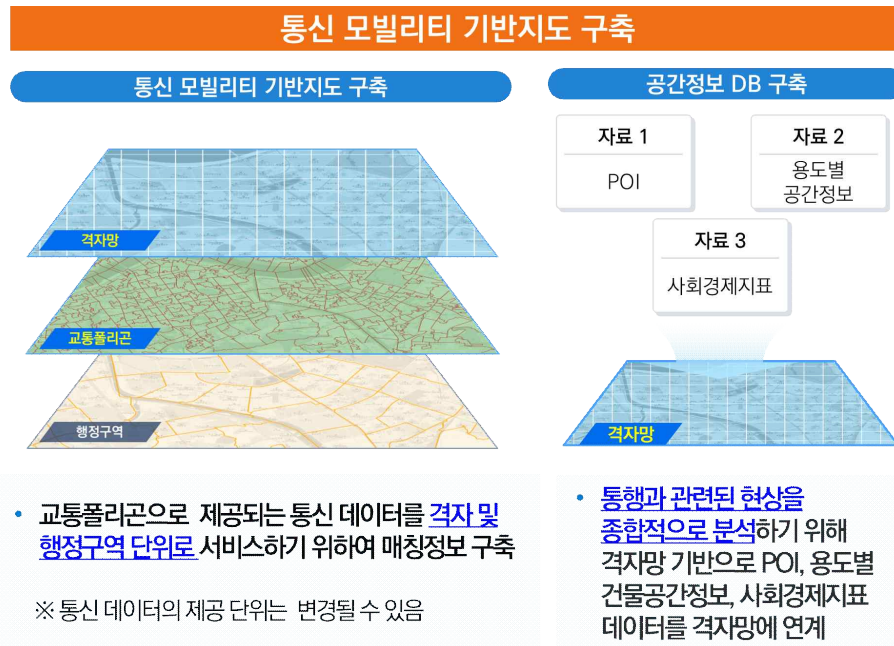 통신 모빌리티 기반지도 구축
통신 모빌리티 기반지도 구축
격자망
교통폴리곤
행정구역
• 교통폴리곤으로 제공되는 통신 데이터를 격자 및
행정구역 단위로 서비스하기 위하여 매칭정보 구축
※ 통신 데이터의 제공 단위는 변경될 수 있음
공간정보 DB 구축
자료 1
POI
자료 2
용도별
공간정보
자료 3
사회경제지표
격자망
• 통행과 관련된 현상을
종합적으로 분석하기 위해
격자망 기반으로 POI, 용도별
건물공간정보, 사회경제지표
데이터를 격자망에 연계